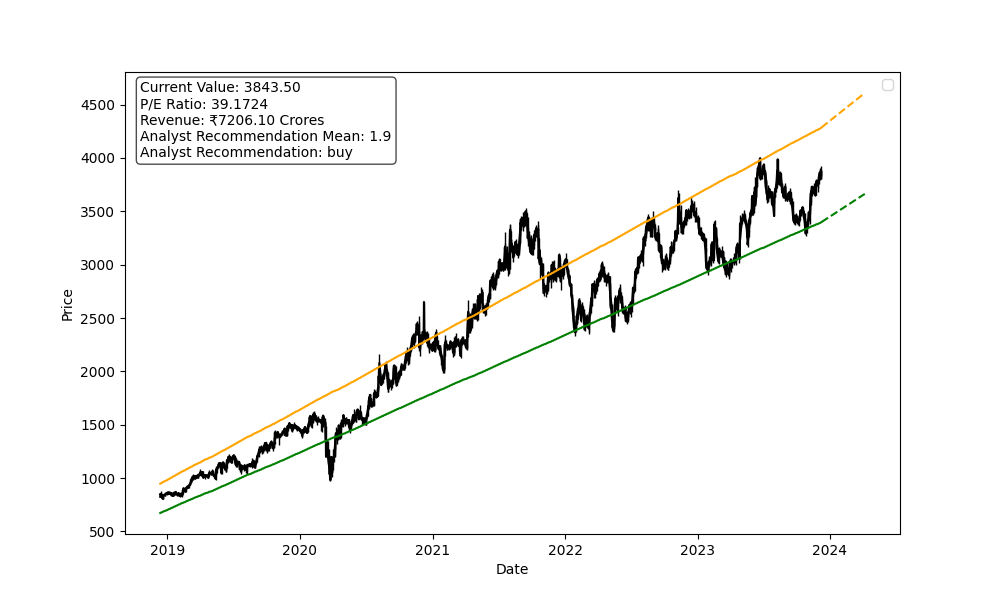 Current Value: 3843.50
P/E Ratio: 39.1724
Revenue: ₹7206.10 Crores
Analyst Recommendation Mean: 1.9
Analyst Recommendation: buy
4500
4000
3500
3000
2500
2000
1500
1000
500
Price
2019 2020 2021 2022 2023 2024
Date